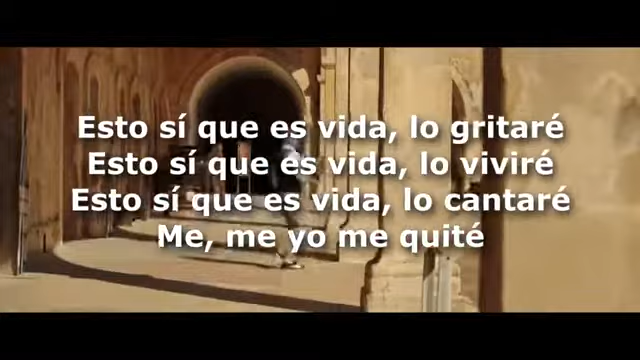 Esto sí que es vida, lo gritaré
Esto sí que es vida, lo viviré
Esto sí que es vida, lo cantaré
Me, me yo me quité